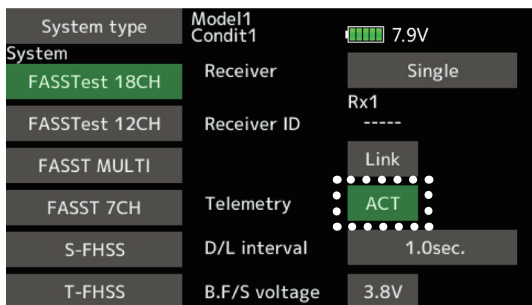 System type
Model1
Condit1
7.9V
System
FASSTest 18CH
Receiver
Single
Rx1
FASSTest 12CH
Receiver ID
-----
FASST MULTI
Link
FASST 7CH
Telemetry
ACT
S-FHSS
D/L interval
1.0sec.
T-FHSS
B.F/S voltage
3.8V